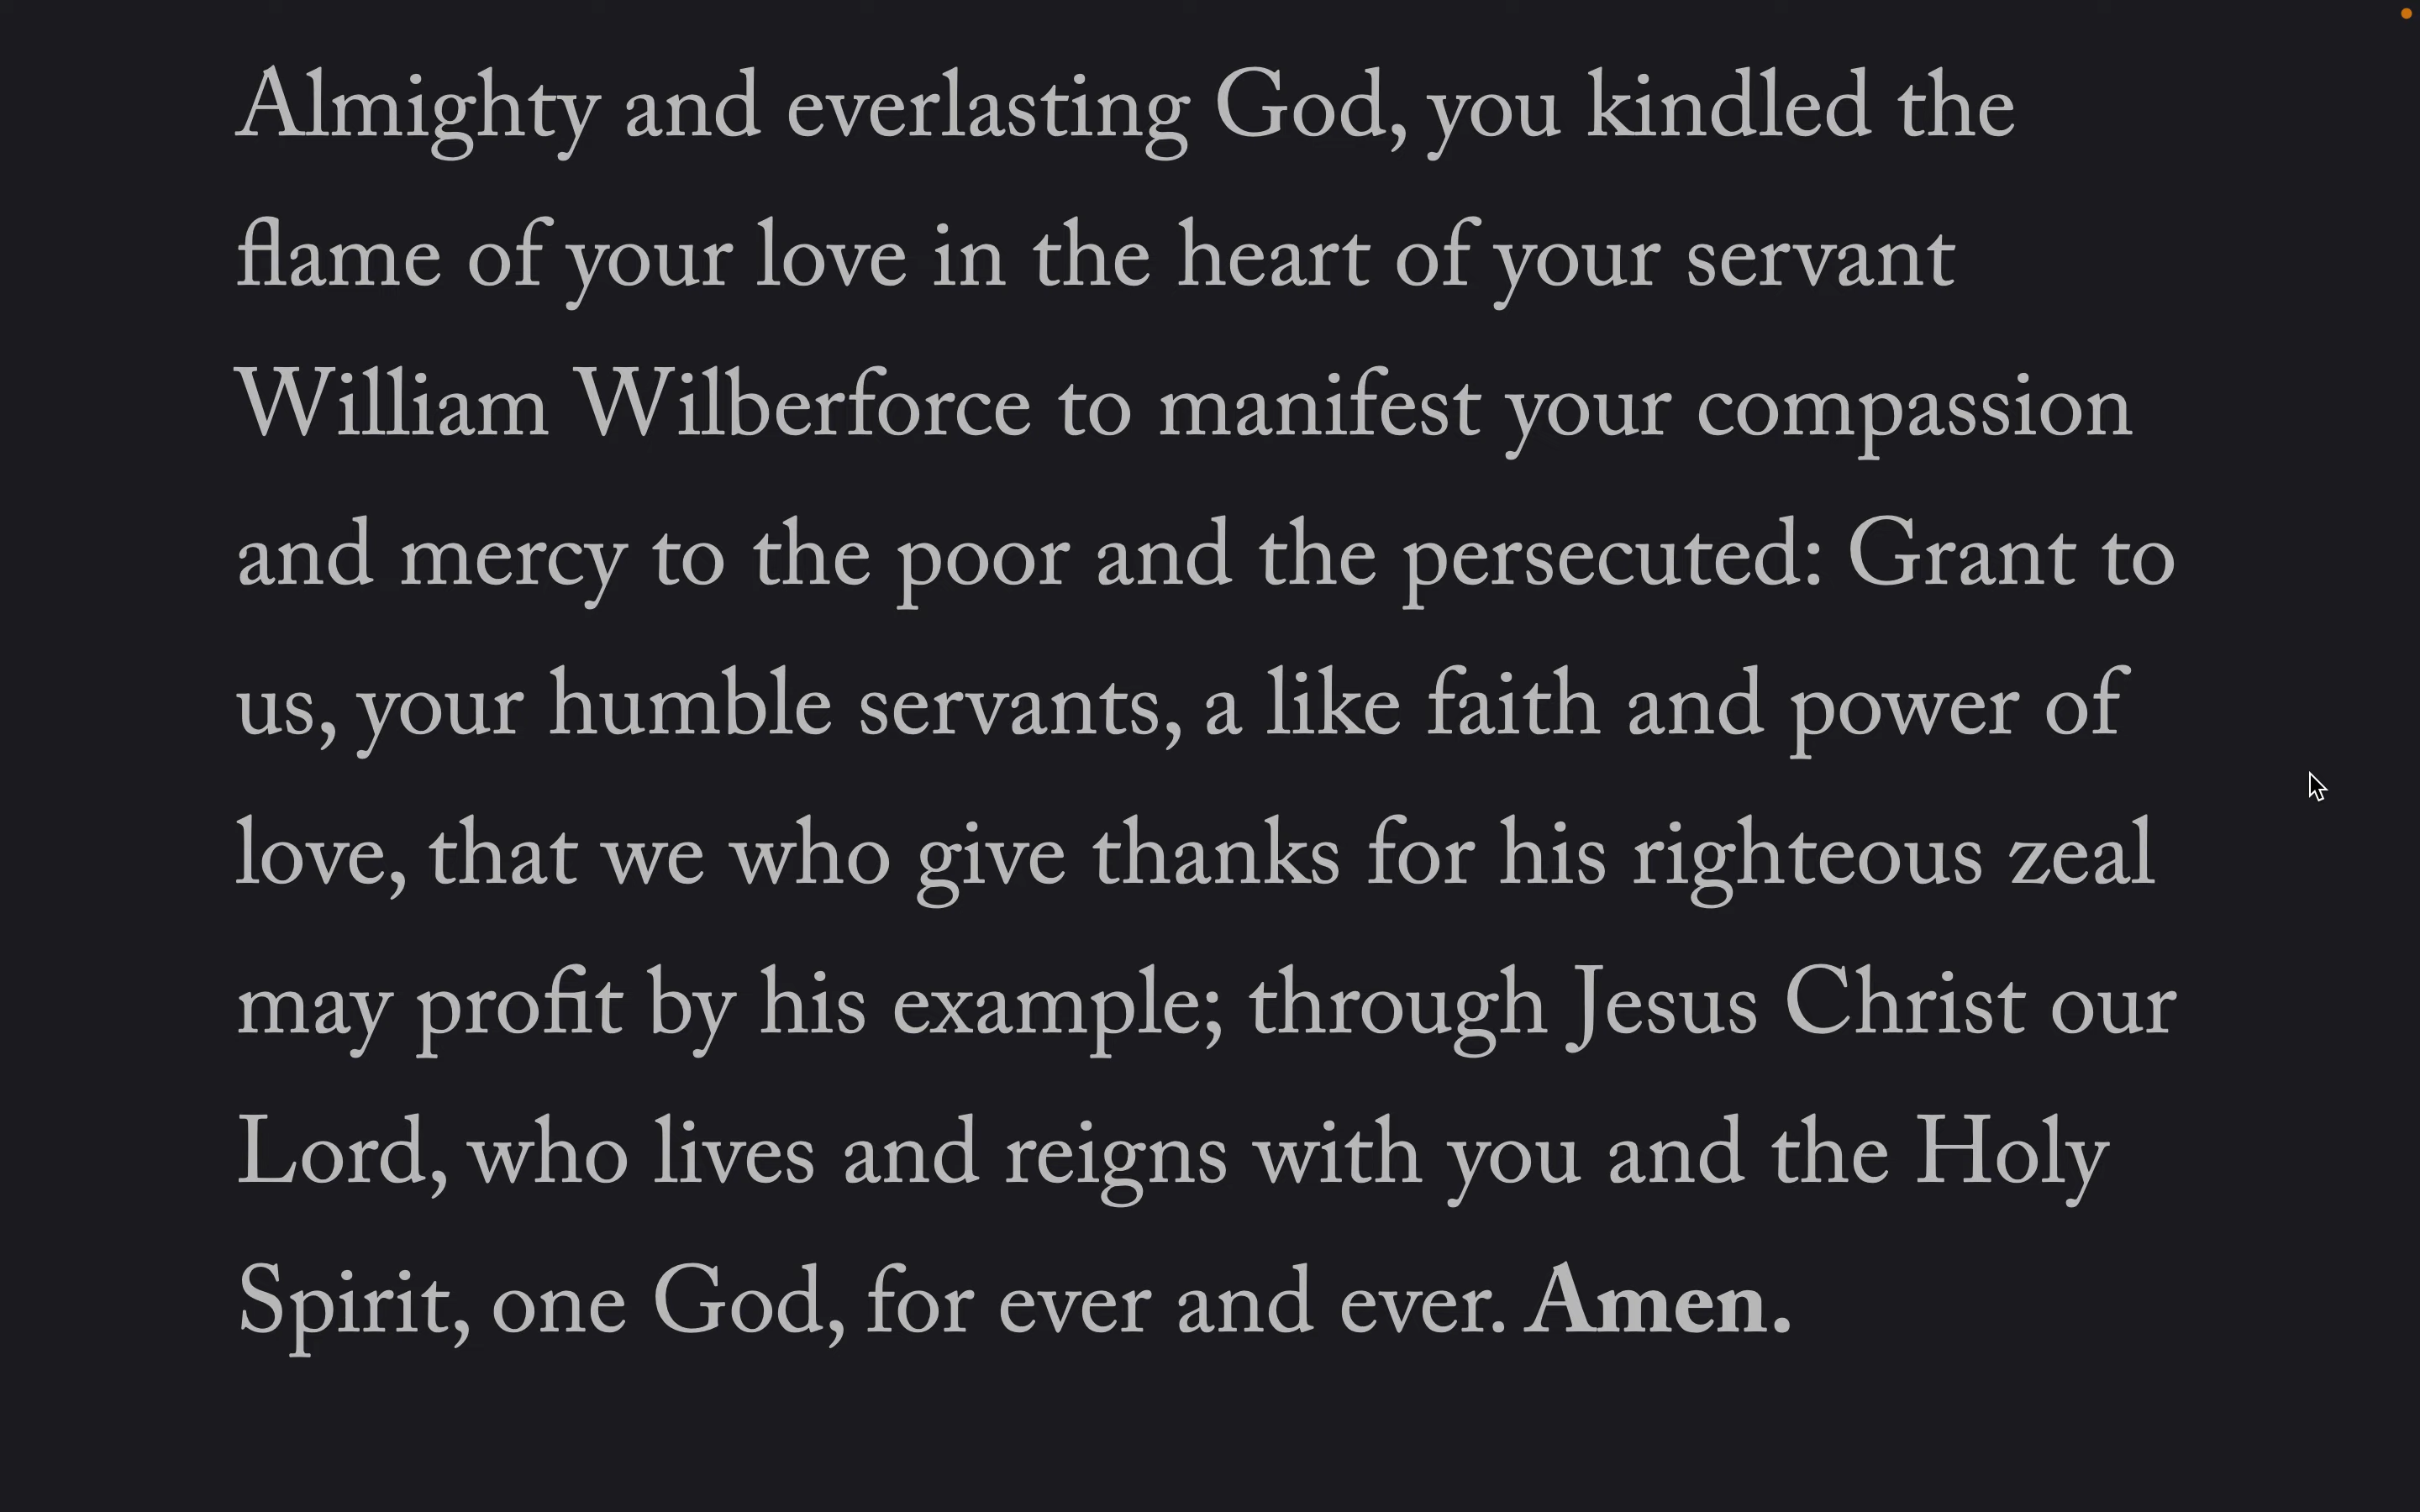 Almighty and everlasting God, you kindled the
flame of your love in the heart of your servant
William Wilberforce to manifest your compassion
and mercy to the poor and the persecuted: Grant to
us, your humble servants, a like faith and power of
love, that we who give thanks for his righteous zeal
may profit by his example; through Jesus Christ our
Lord, who lives and reigns with you and the Holy
Spirit, one God, for ever and ever. Amen.